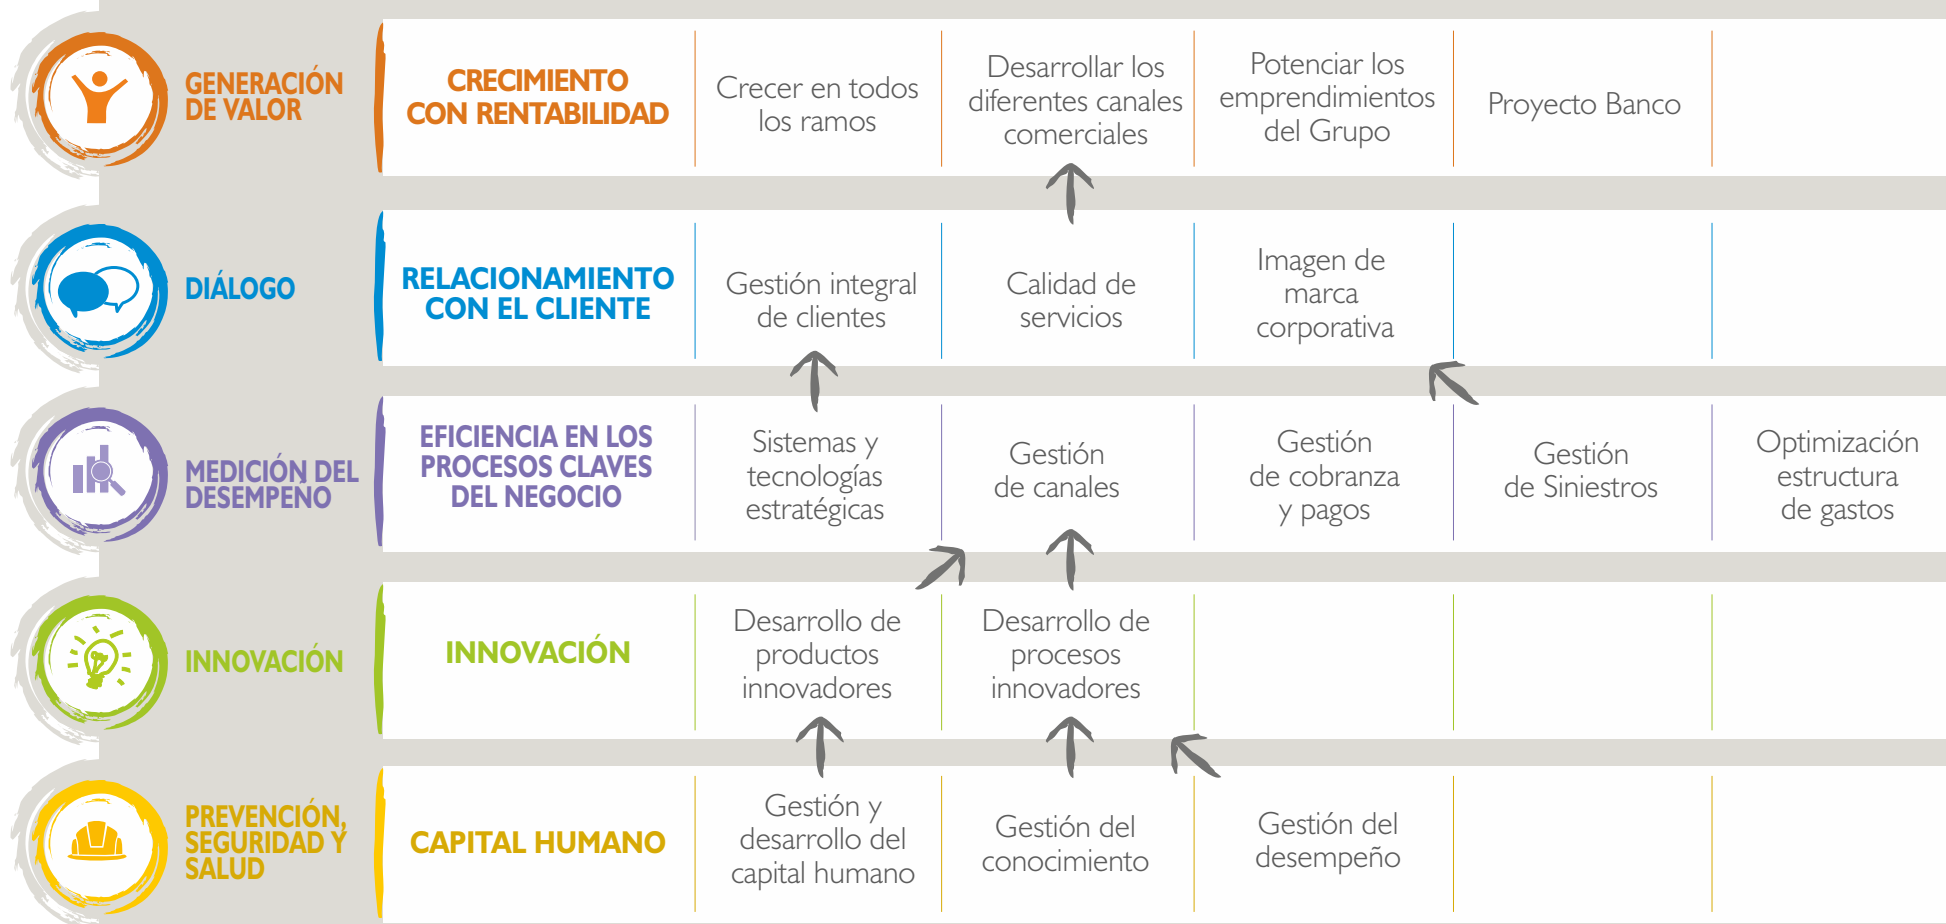 GENERACIÓN
DE VALOR
CRECIMIENTO
CON RENTABILIDAD
Crecer en todos
los ramos
Desarrollar los
diferentes canales
comerciales
Potenciar los
emprendimientos
del Grupo
Proyecto Banco
DIÁLOGO
RELACIONAMIENTO
CON EL CLIENTE
Gestión integral
de clientes
Calidad de
servicios
Imagen de
marca
corporativa
MEDICIÓN DEL
DESEMPEÑO
EFICIENCIA EN LOS
PROCESOS CLAVES
DEL NEGOCIO
Sistemas y
tecnologías
estratégicas
Gestión
de canales
Gestión
de cobranza
y pagos
Gestión
de Siniestros
Optimización
estructura
de gastos
INNOVACIÓN
INNOVACIÓN
Desarrollo de
productos
innovadores
Desarrollo de
procesos
innovadores
PREVENCIÓN,
SEGURIDAD Y
SALUD
CAPITAL HUMANO
Gestión y
desarrollo del
capital humano
Gestión del
conocimiento
Gestión del
desempeño